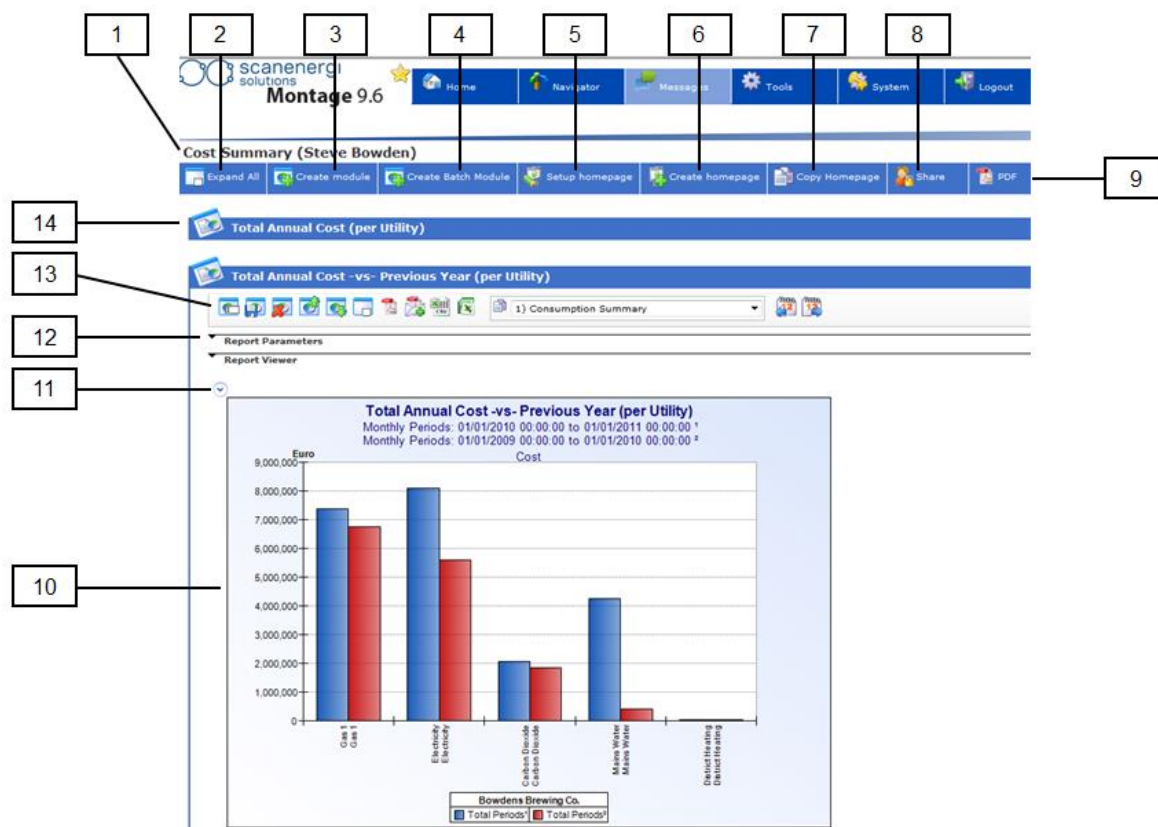 1 2 3 4 5 6 7 8
scanenergi
solutions
Montage 9.6
Home Navigator Messages Tools System Logout
Cost Summary (Steve Bowden)
Expand All Create module Create Batch Module Setup homepage Create homepage Copy Homepage Share PDF
9
14
Total Annual Cost (per Utility)
13
Total Annual Cost -vs- Previous Year (per Utility)
1) Consumption Summary
12
Report Parameters
Report Viewer
11
Total Annual Cost -vs- Previous Year (per Utility)
Monthly Periods: 01/01/2010 00:00:00 to 01/01/2011 00:00:00 ¹
Monthly Periods: 01/01/2009 00:00:00 to 01/01/2010 00:00:00 ²
Cost
Euro
9,000,000
8,000,000
7,000,000
6,000,000
5,000,000
4,000,000
3,000,000
2,000,000
1,000,000
0
10
Gas 1
Gas 1
Electricity
Electricity
Carbon Dioxide
Carbon Dioxide
Mains Water
Mains Water
District Heating
District Heating
Bowdens Brewing Co.
Total Periods¹ Total Periods²